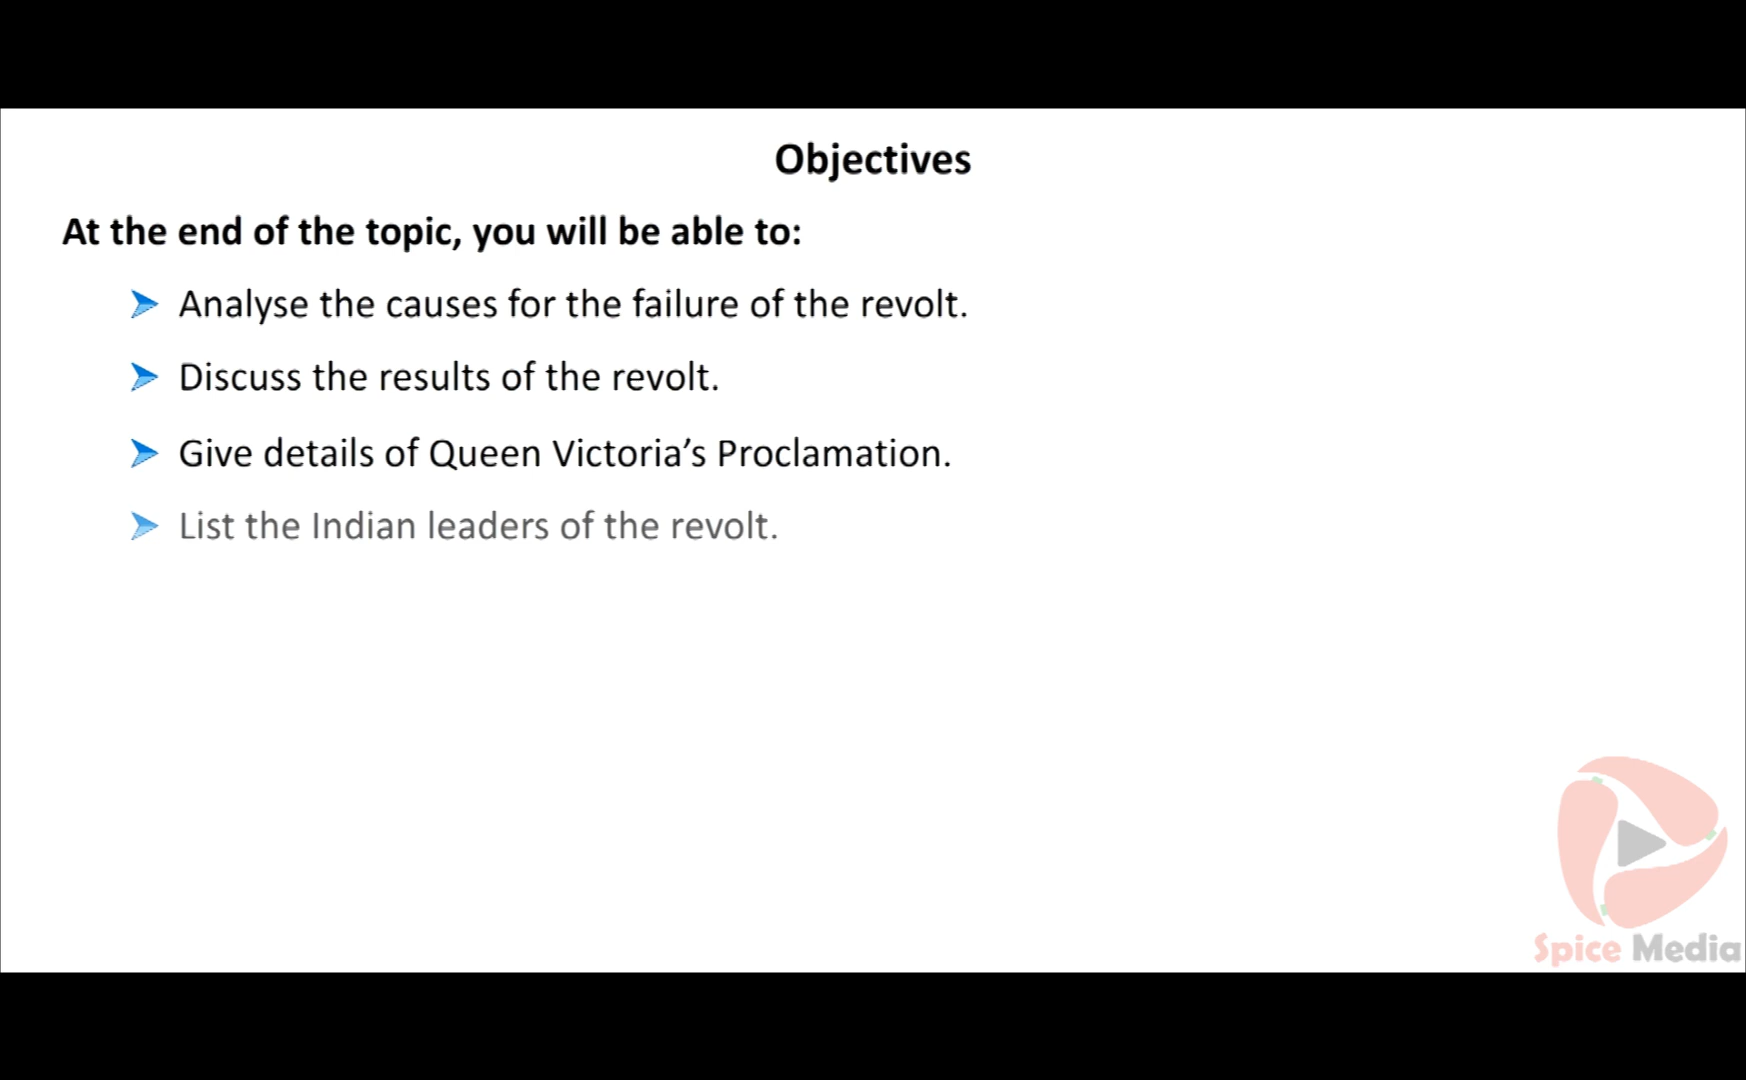 Objectives
At the end of the topic, you will be able to:
Analyse the causes for the failure of the revolt.
Discuss the results of the revolt.
Give details of Queen Victoria’s Proclamation.
List the Indian leaders of the revolt.
Spice Media